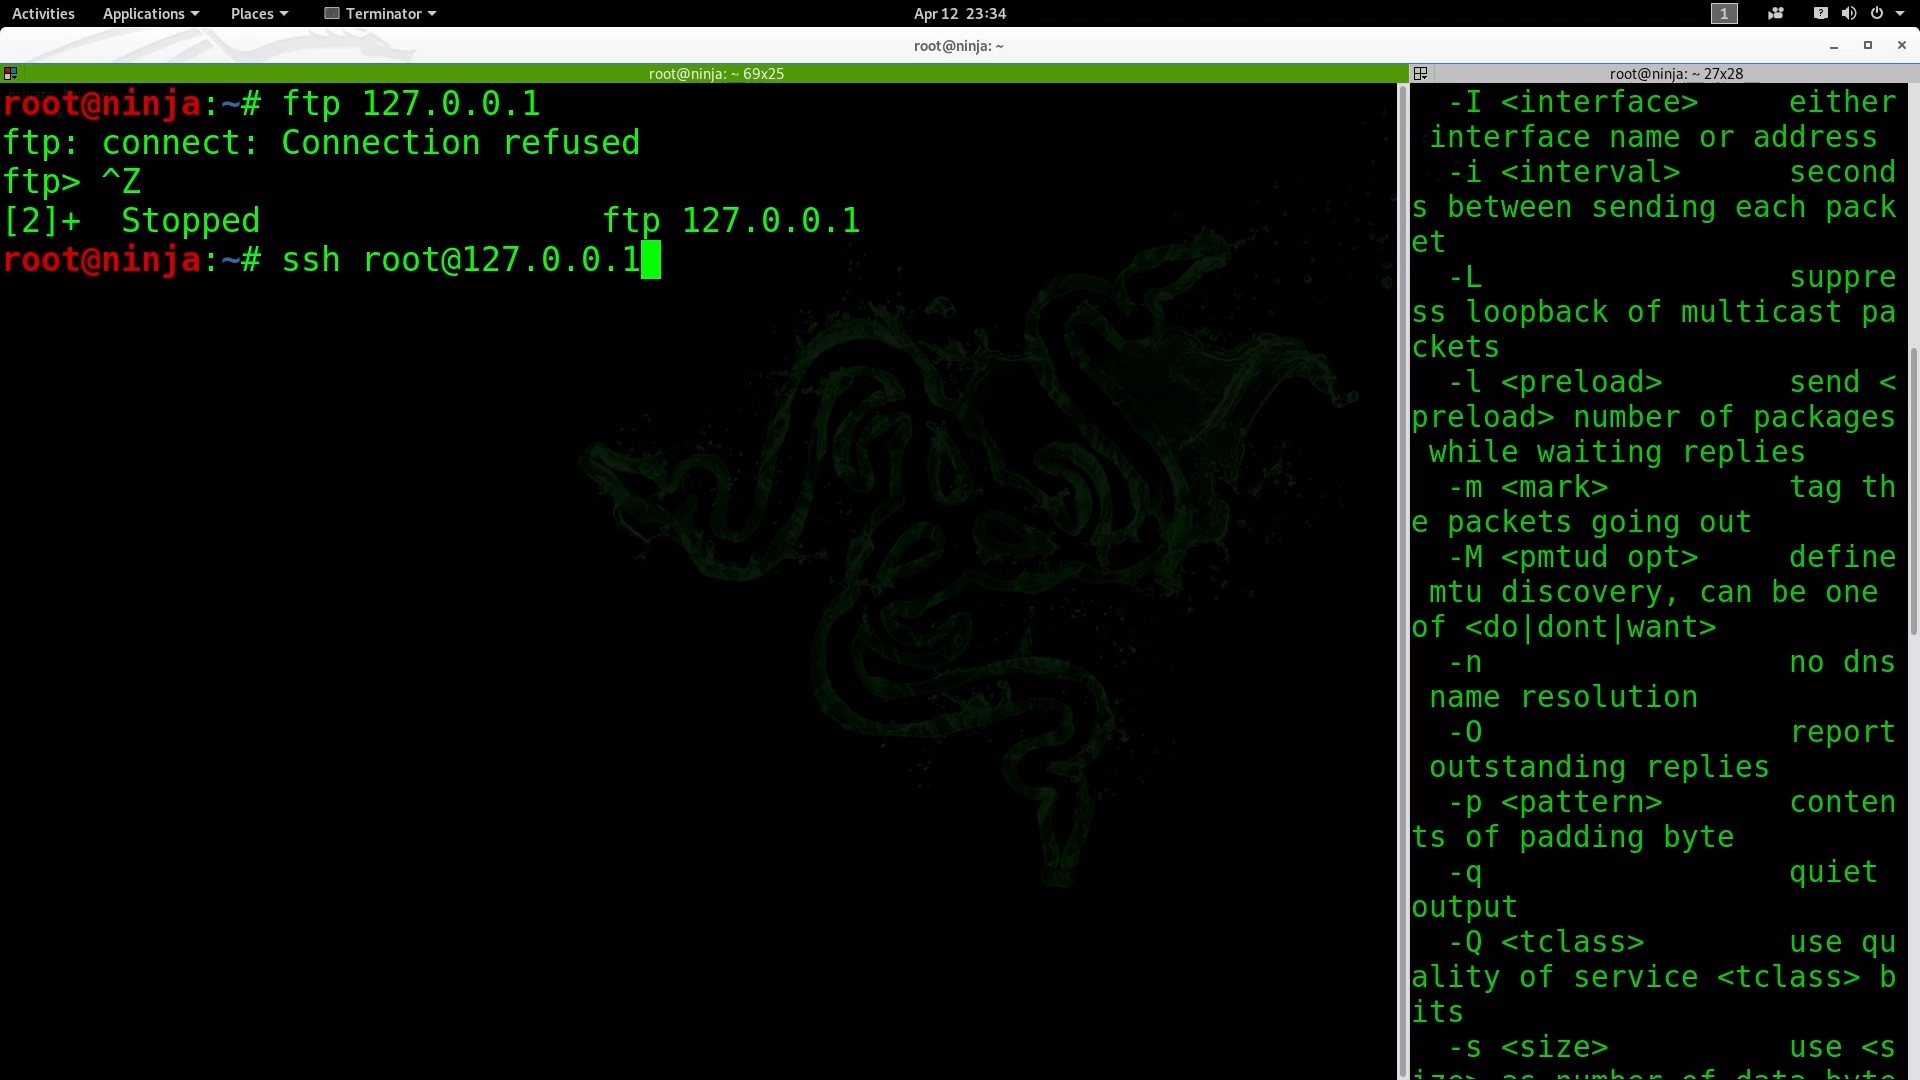 Activities Applications Places Terminator Apr 12 23:34 1
root@ninja: ~
root@ninja: ~ 69x25
root@ninja:~# ftp 127.0.0.1
ftp: connect: Connection refused
ftp> ^Z
[2]+  Stopped                 ftp 127.0.0.1
root@ninja:~# ssh root@127.0.0.1
root@ninja: ~ 27x28
  -I <interface>     either
 interface name or address
  -i <interval>      second
s between sending each pack
et
  -L                 suppre
ss loopback of multicast pa
ckets
  -l <preload>       send <
preload> number of packages
 while waiting replies
  -m <mark>          tag th
e packets going out
  -M <pmtud opt>     define
 mtu discovery, can be one
of <do|dont|want>
  -n                 no dns
 name resolution
  -O                 report
 outstanding replies
  -p <pattern>       conten
ts of padding byte
  -q                 quiet
output
  -Q <tclass>        use qu
ality of service <tclass> b
its
  -s <size>          use <s
ize> as number of data byte